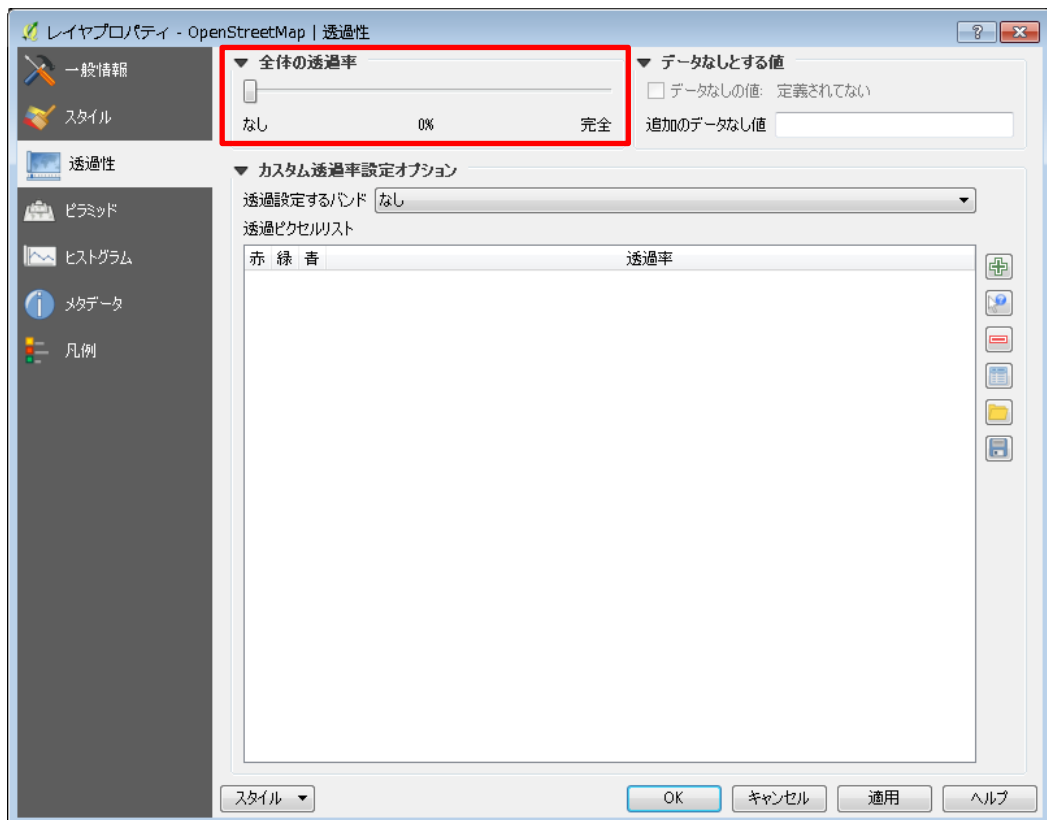 レイヤプロパティ - OpenStreetMap | 透過性
一般情報
スタイル
透過性
ピラミッド
ヒストグラム
メタデータ
凡例
▼ 全体の透過率
なし 0% 完全
▼ データなしとする値
データなしの値: 定義されてない
追加のデータなし値
▼ カスタム透過率設定オプション
透過設定するバンド なし
透過ピクセルリスト
赤 緑 青 透過率
スタイル ▼
OK キャンセル 適用 ヘルプ